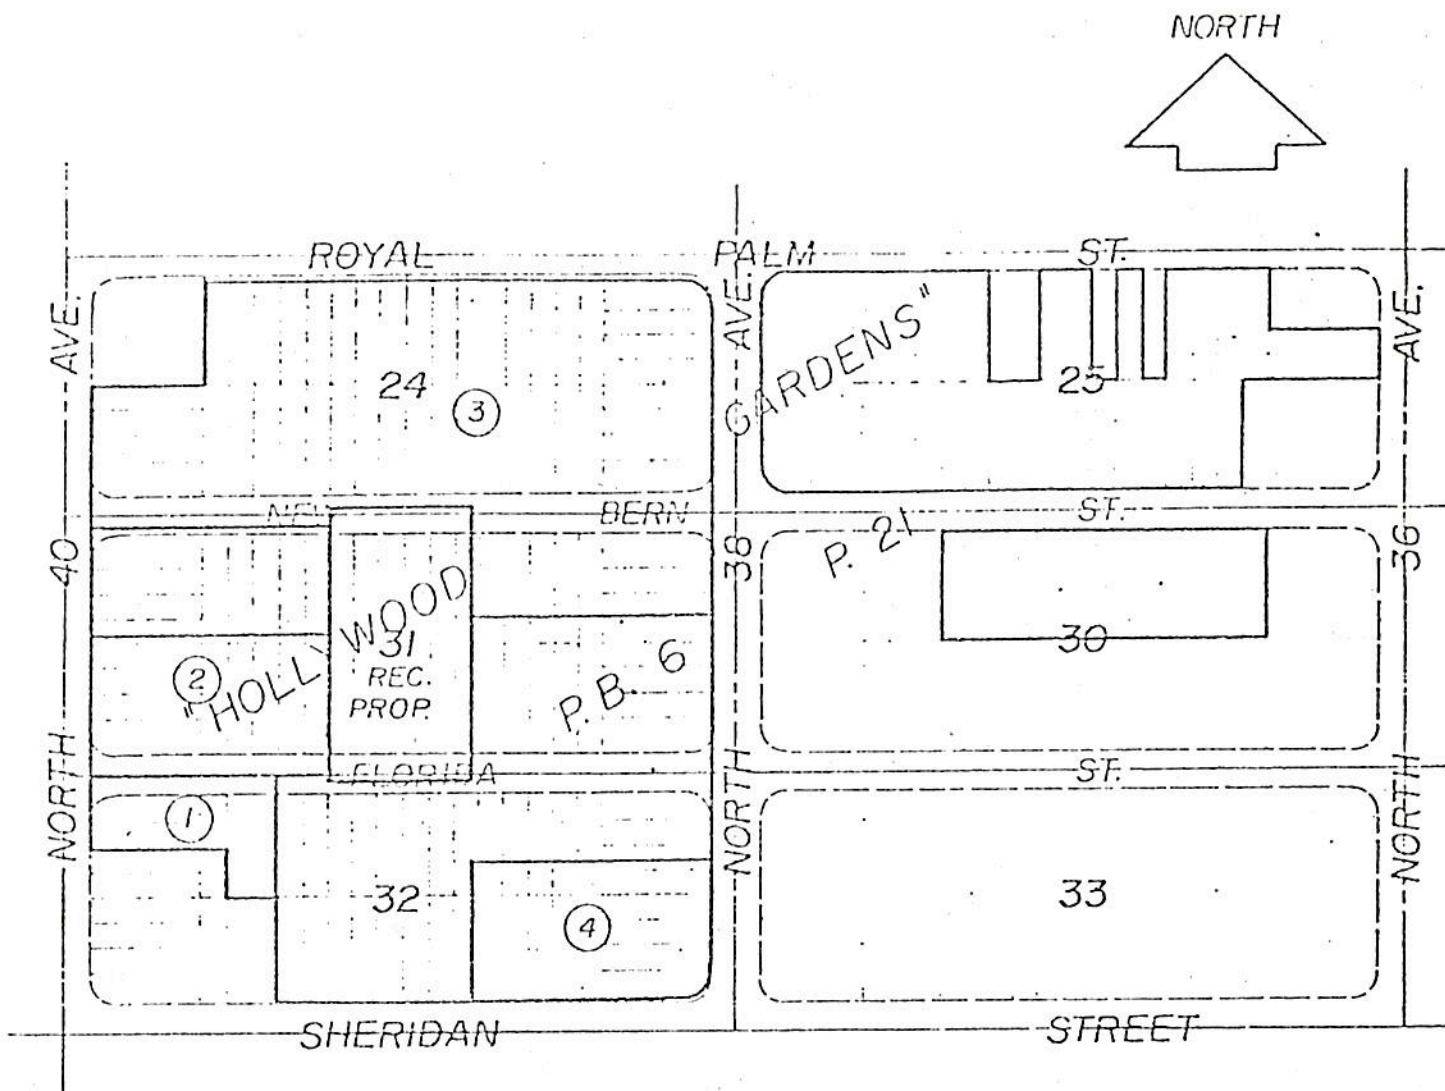 NORTH
ROYAL PALM ST.
AVE. AVE. AVE.
24 25
3
GARDENS"
BERN ST.
40 38 36
P. 21
"HOLLYWOOD
31
REC.
PROP.
30
2
P.B. 6
FLORIDA ST.
NORTH NORTH NORTH
1
32 33
4
SHERIDAN STREET